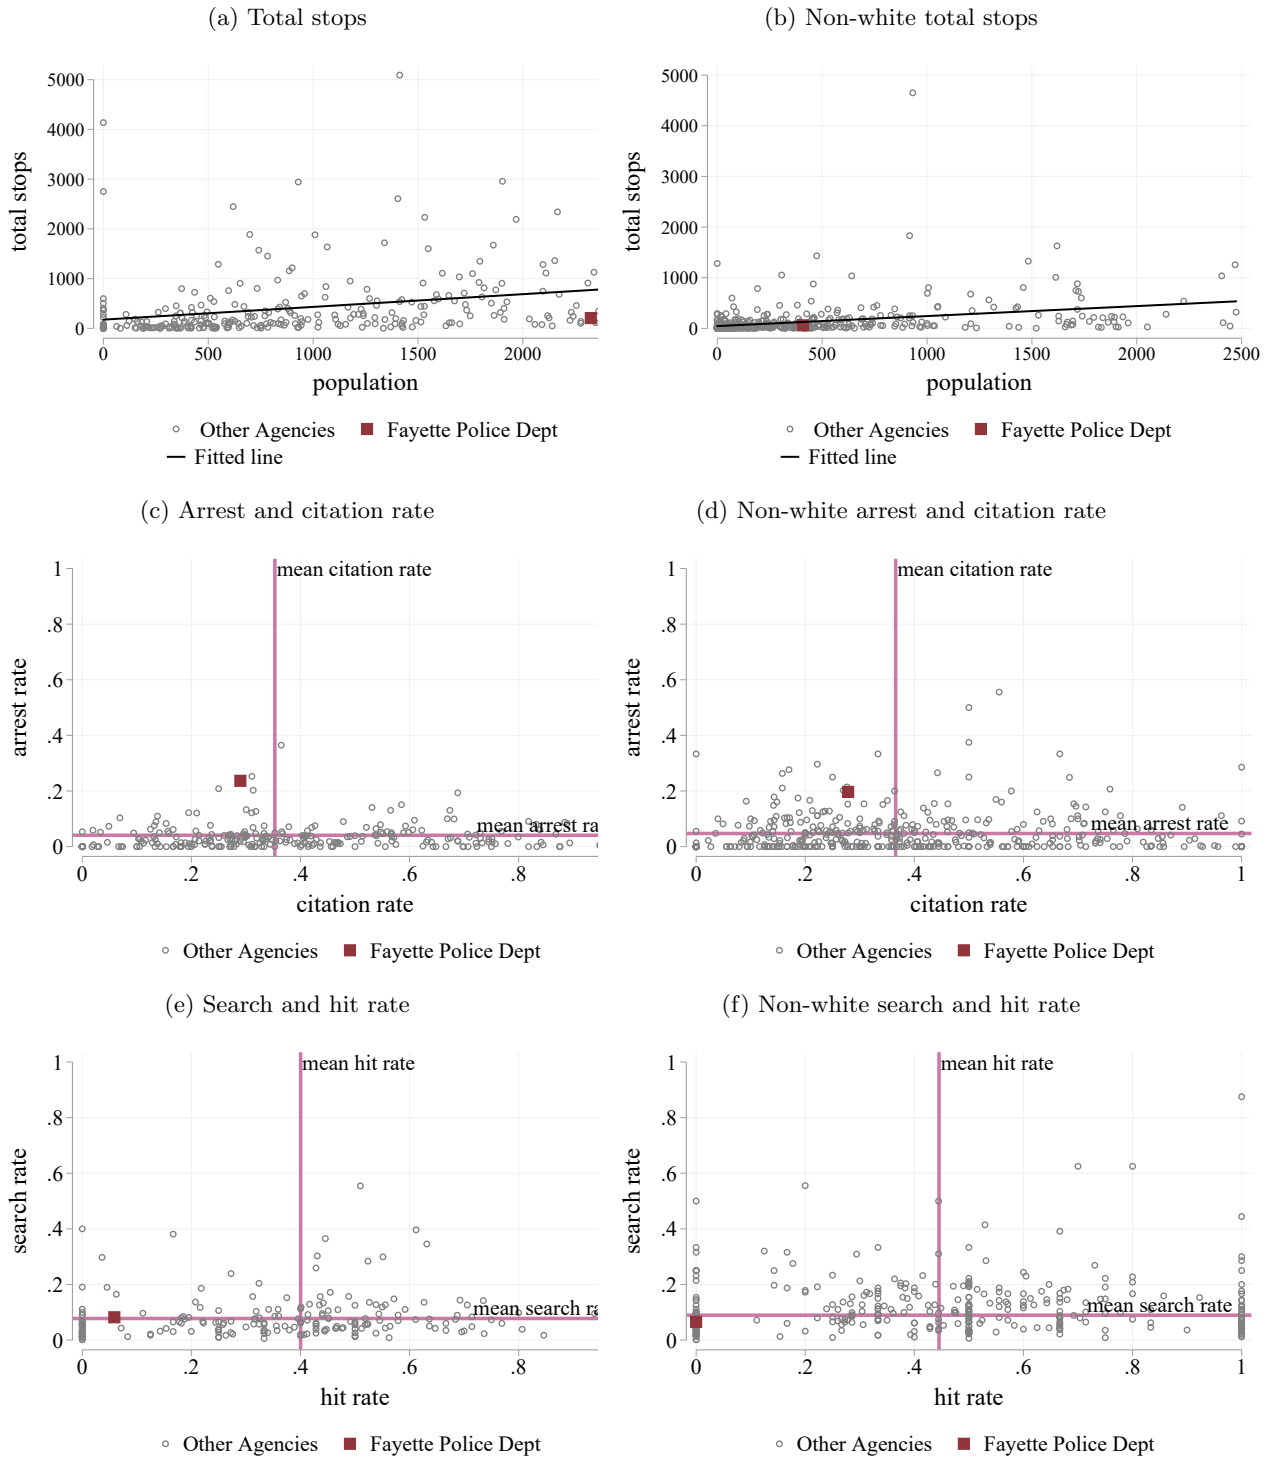 (a) Total stops
(b) Non-white total stops
5000
4000
3000
2000
1000
0
total stops
0 500 1000 1500 2000
population
Other Agencies Fayette Police Dept
Fitted line
5000
4000
3000
2000
1000
0
total stops
0 500 1000 1500 2000 2500
population
Other Agencies Fayette Police Dept
Fitted line
(c) Arrest and citation rate
(d) Non-white arrest and citation rate
1
.8
.6
.4
.2
0
arrest rate
mean citation rate
mean arrest ra
0 .2 .4 .6 .8
citation rate
Other Agencies Fayette Police Dept
1
.8
.6
.4
.2
0
arrest rate
mean citation rate
mean arrest rate
0 .2 .4 .6 .8 1
citation rate
Other Agencies Fayette Police Dept
(e) Search and hit rate
(f) Non-white search and hit rate
1
.8
.6
.4
.2
0
search rate
mean hit rate
mean search ra
0 .2 .4 .6 .8
hit rate
Other Agencies Fayette Police Dept
1
.8
.6
.4
.2
0
search rate
mean hit rate
mean search rate
0 .2 .4 .6 .8 1
hit rate
Other Agencies Fayette Police Dept